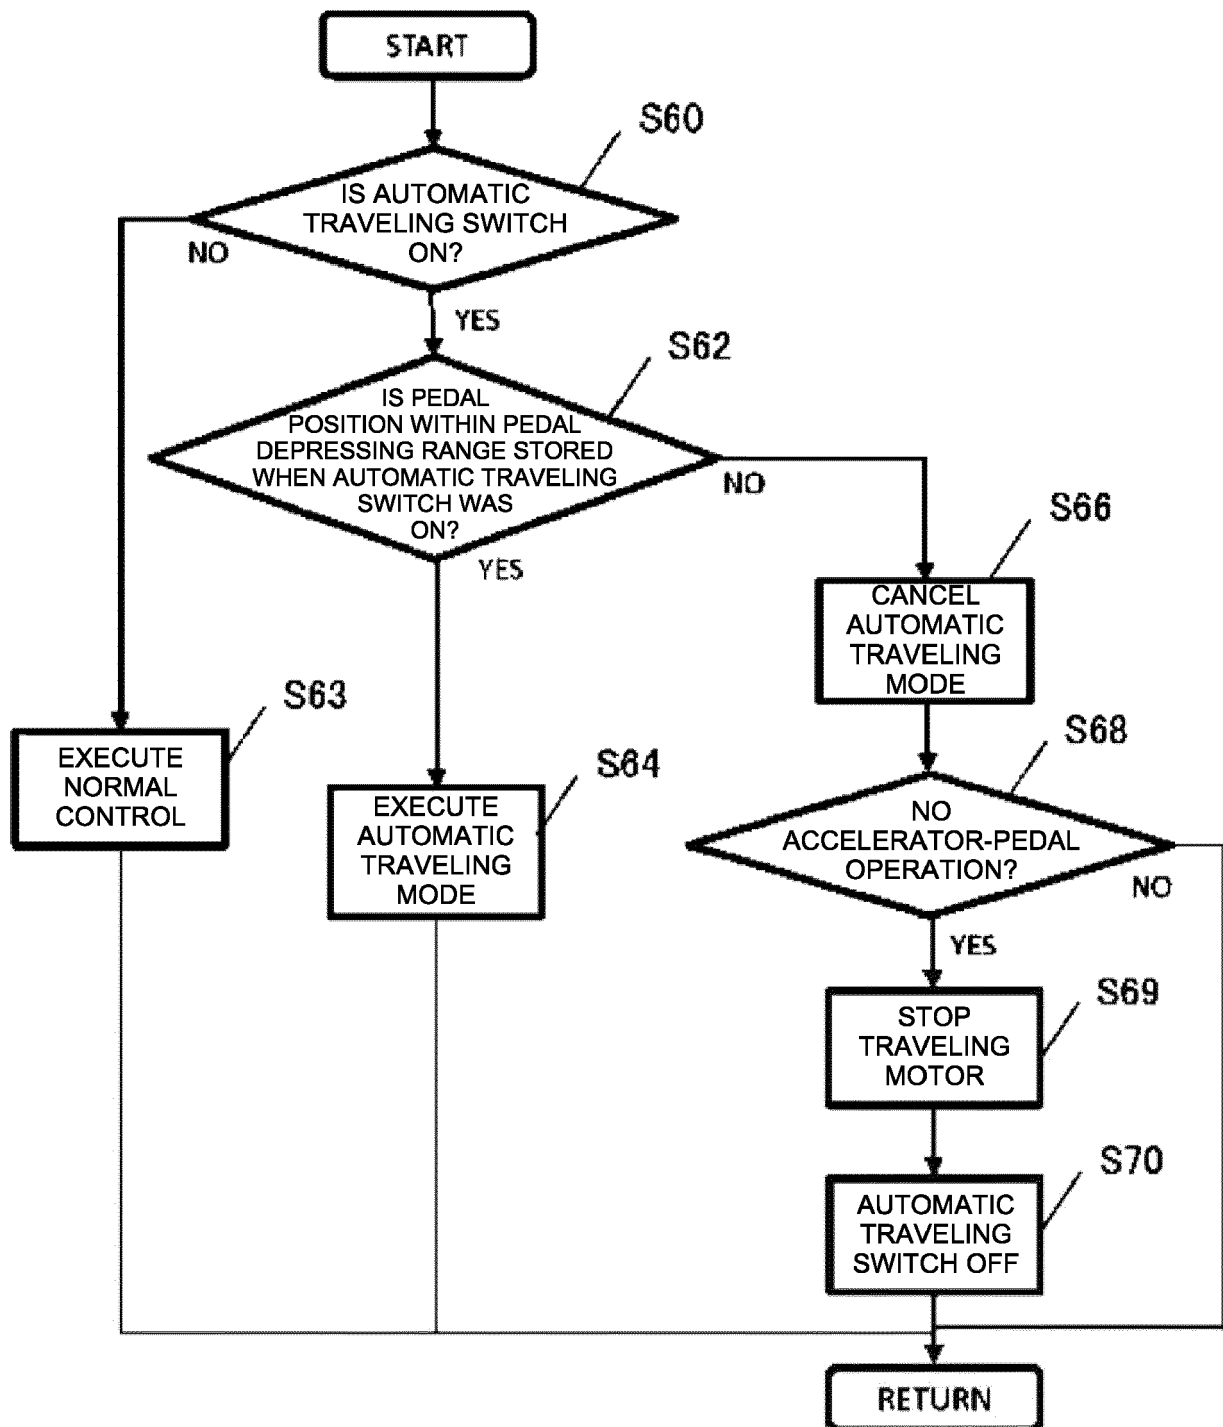 START
S60
IS AUTOMATIC
TRAVELING SWITCH
ON?
NO
YES
S62
IS PEDAL
POSITION WITHIN PEDAL
DEPRESSING RANGE STORED
WHEN AUTOMATIC TRAVELING
SWITCH WAS
ON?
NO
YES
S66
CANCEL
AUTOMATIC
TRAVELING
MODE
S63
EXECUTE
NORMAL
CONTROL
S64
EXECUTE
AUTOMATIC
TRAVELING
MODE
S68
NO
ACCELERATOR-PEDAL
OPERATION?
NO
YES
S69
STOP
TRAVELING
MOTOR
S70
AUTOMATIC
TRAVELING
SWITCH OFF
RETURN